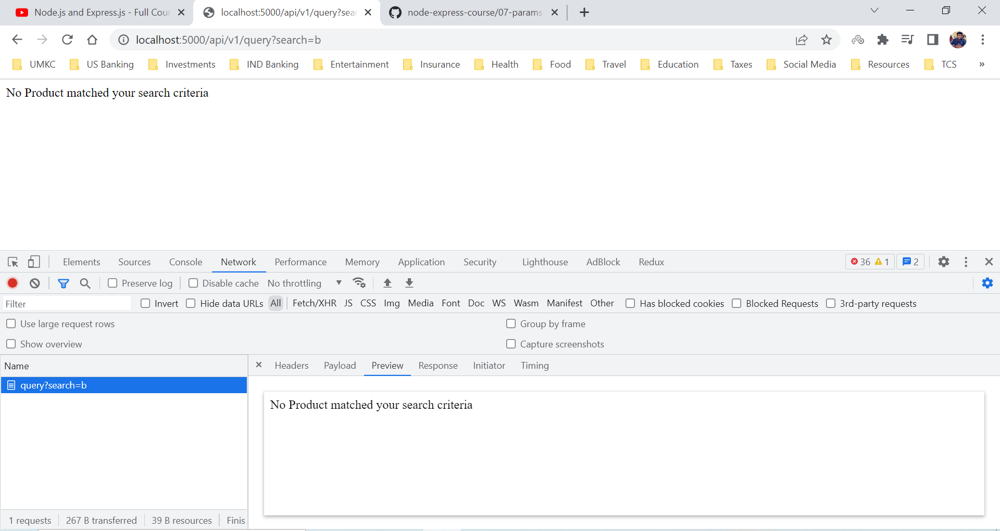 Node.js and Express.js - Full Cour
localhost:5000/api/v1/query?sear
node-express-course/07-params-
localhost:5000/api/v1/query?search=b
UMKC US Banking Investments IND Banking Entertainment Insurance Health Food Travel Education Taxes Social Media Resources TCS »
No Product matched your search criteria
Elements Sources Console Network Performance Memory Application Security Lighthouse AdBlock Redux 36 1 2
Preserve log Disable cache No throttling
Filter Invert Hide data URLs All Fetch/XHR JS CSS Img Media Font Doc WS Wasm Manifest Other Has blocked cookies Blocked Requests 3rd-party requests
Use large request rows Group by frame
Show overview Capture screenshots
Name Headers Payload Preview Response Initiator Timing
query?search=b
No Product matched your search criteria
1 requests 267 B transferred 39 B resources Finis